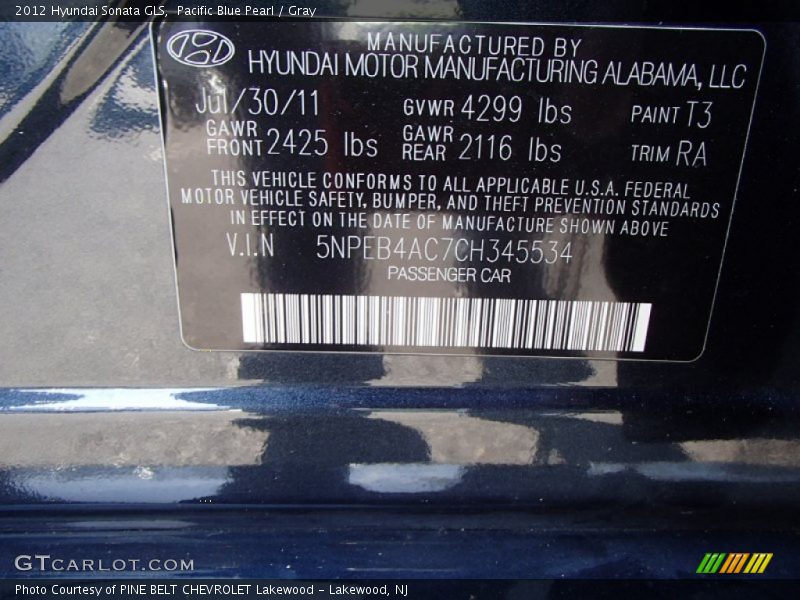 2012 Hyundai Sonata GLS, Pacific Blue Pearl / Gray
MANUFACTURED BY
HYUNDAI MOTOR MANUFACTURING ALABAMA, LLC
Jul/30/11 GVWR 4299 lbs PAINT T3
GAWR FRONT 2425 lbs GAWR REAR 2116 lbs TRIM RA
THIS VEHICLE CONFORMS TO ALL APPLICABLE U.S.A. FEDERAL
MOTOR VEHICLE SAFETY, BUMPER, AND THEFT PREVENTION STANDARDS
IN EFFECT ON THE DATE OF MANUFACTURE SHOWN ABOVE
V.I.N 5NPEB4AC7CH345534
PASSENGER CAR
GTCARLOT.COM
Photo Courtesy of PINE BELT CHEVROLET Lakewood - Lakewood, NJ